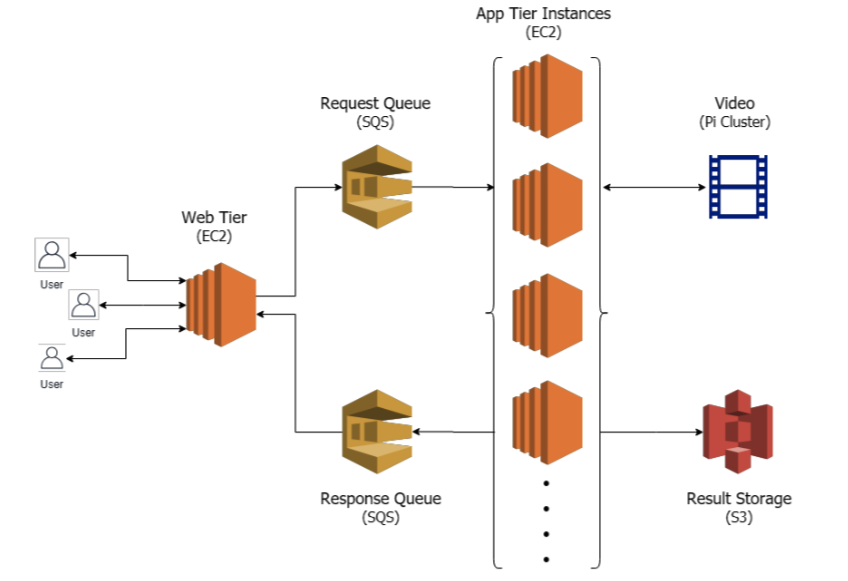 App Tier Instances
(EC2)
Request Queue
(SQS)
Video
(Pi Cluster)
Web Tier
(EC2)
User
User
User
Response Queue
(SQS)
Result Storage
(S3)